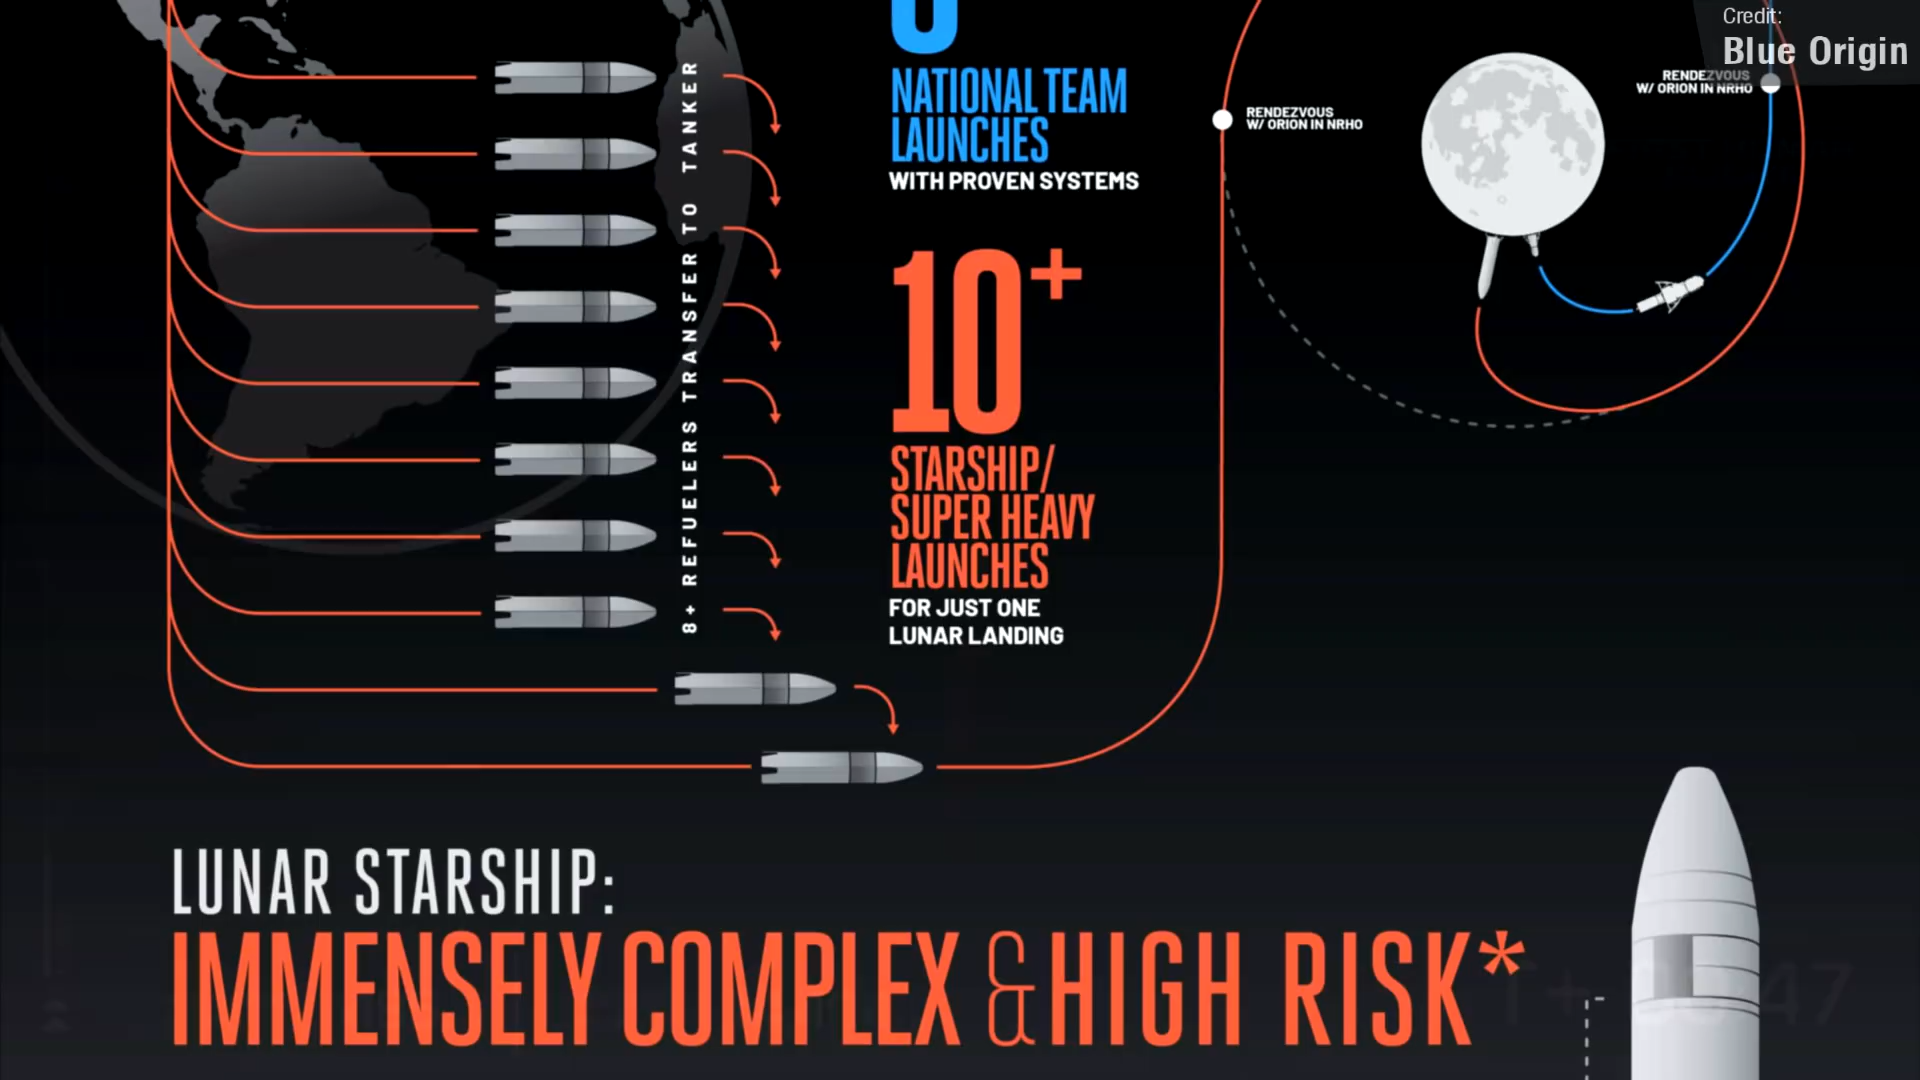 Credit:
Blue Origin
NATIONAL TEAM
LAUNCHES
WITH PROVEN SYSTEMS
RENDEZVOUS
W/ ORION IN NRHO
RENDEZVOUS
W/ ORION IN NRHO
8+ REFUELERS TRANSFER TO TANKER
10+
STARSHIP/
SUPER HEAVY
LAUNCHES
FOR JUST ONE
LUNAR LANDING
LUNAR STARSHIP:
IMMENSELY COMPLEX & HIGH RISK*